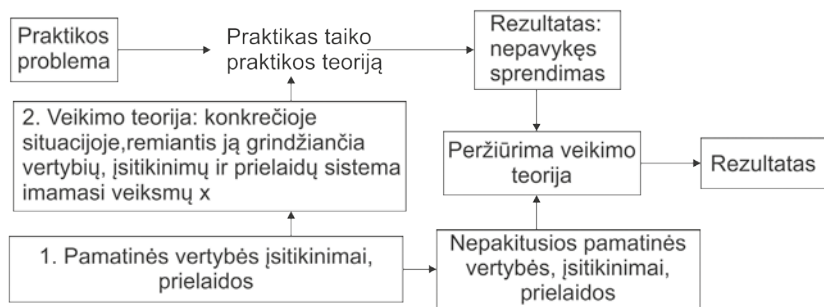 Praktikos
problema
Praktikas taiko
praktikos teoriją
Rezultatas:
nepavykęs
sprendimas
2. Veikimo teorija: konkrečioje
situacijoje,remiantis ją grindžiančia
vertybių, įsitikinimų ir prielaidų sistema
imamasi veiksmų x
Peržiūrima veikimo
teorija
Rezultatas
1. Pamatinės vertybės įsitikinimai,
prielaidos
Nepakitusios pamatinės
vertybės, įsitikinimai,
prielaidos